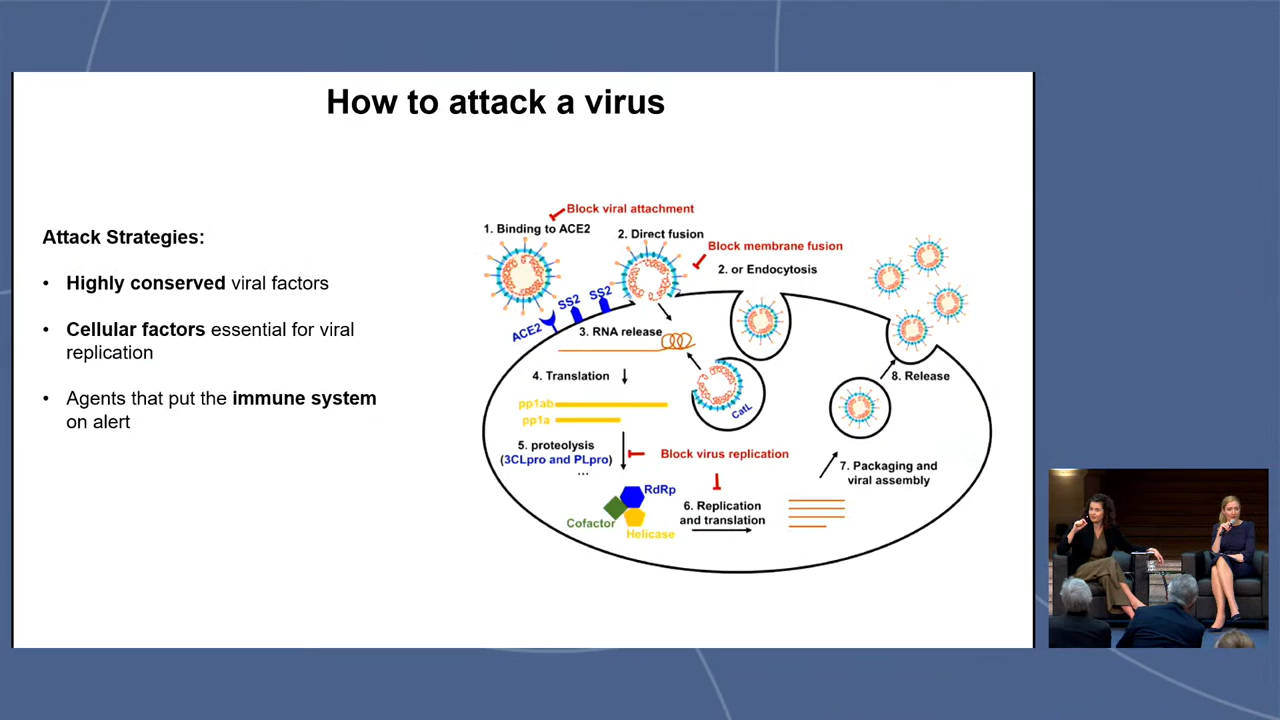 How to attack a virus
Attack Strategies:
• Highly conserved viral factors
• Cellular factors essential for viral
replication
• Agents that put the immune system
on alert
Block viral attachment
1. Binding to ACE2
2. Direct fusion
Block membrane fusion
2. or Endocytosis
SS2
SS2
ACE2
3. RNA release
4. Translation
8. Release
pp1ab
CatL
pp1a
5. proteolysis
(3CLpro and PLpro)
...
Block virus replication
7. Packaging and
viral assembly
RdRp
Cofactor
Helicase
6. Replication
and translation